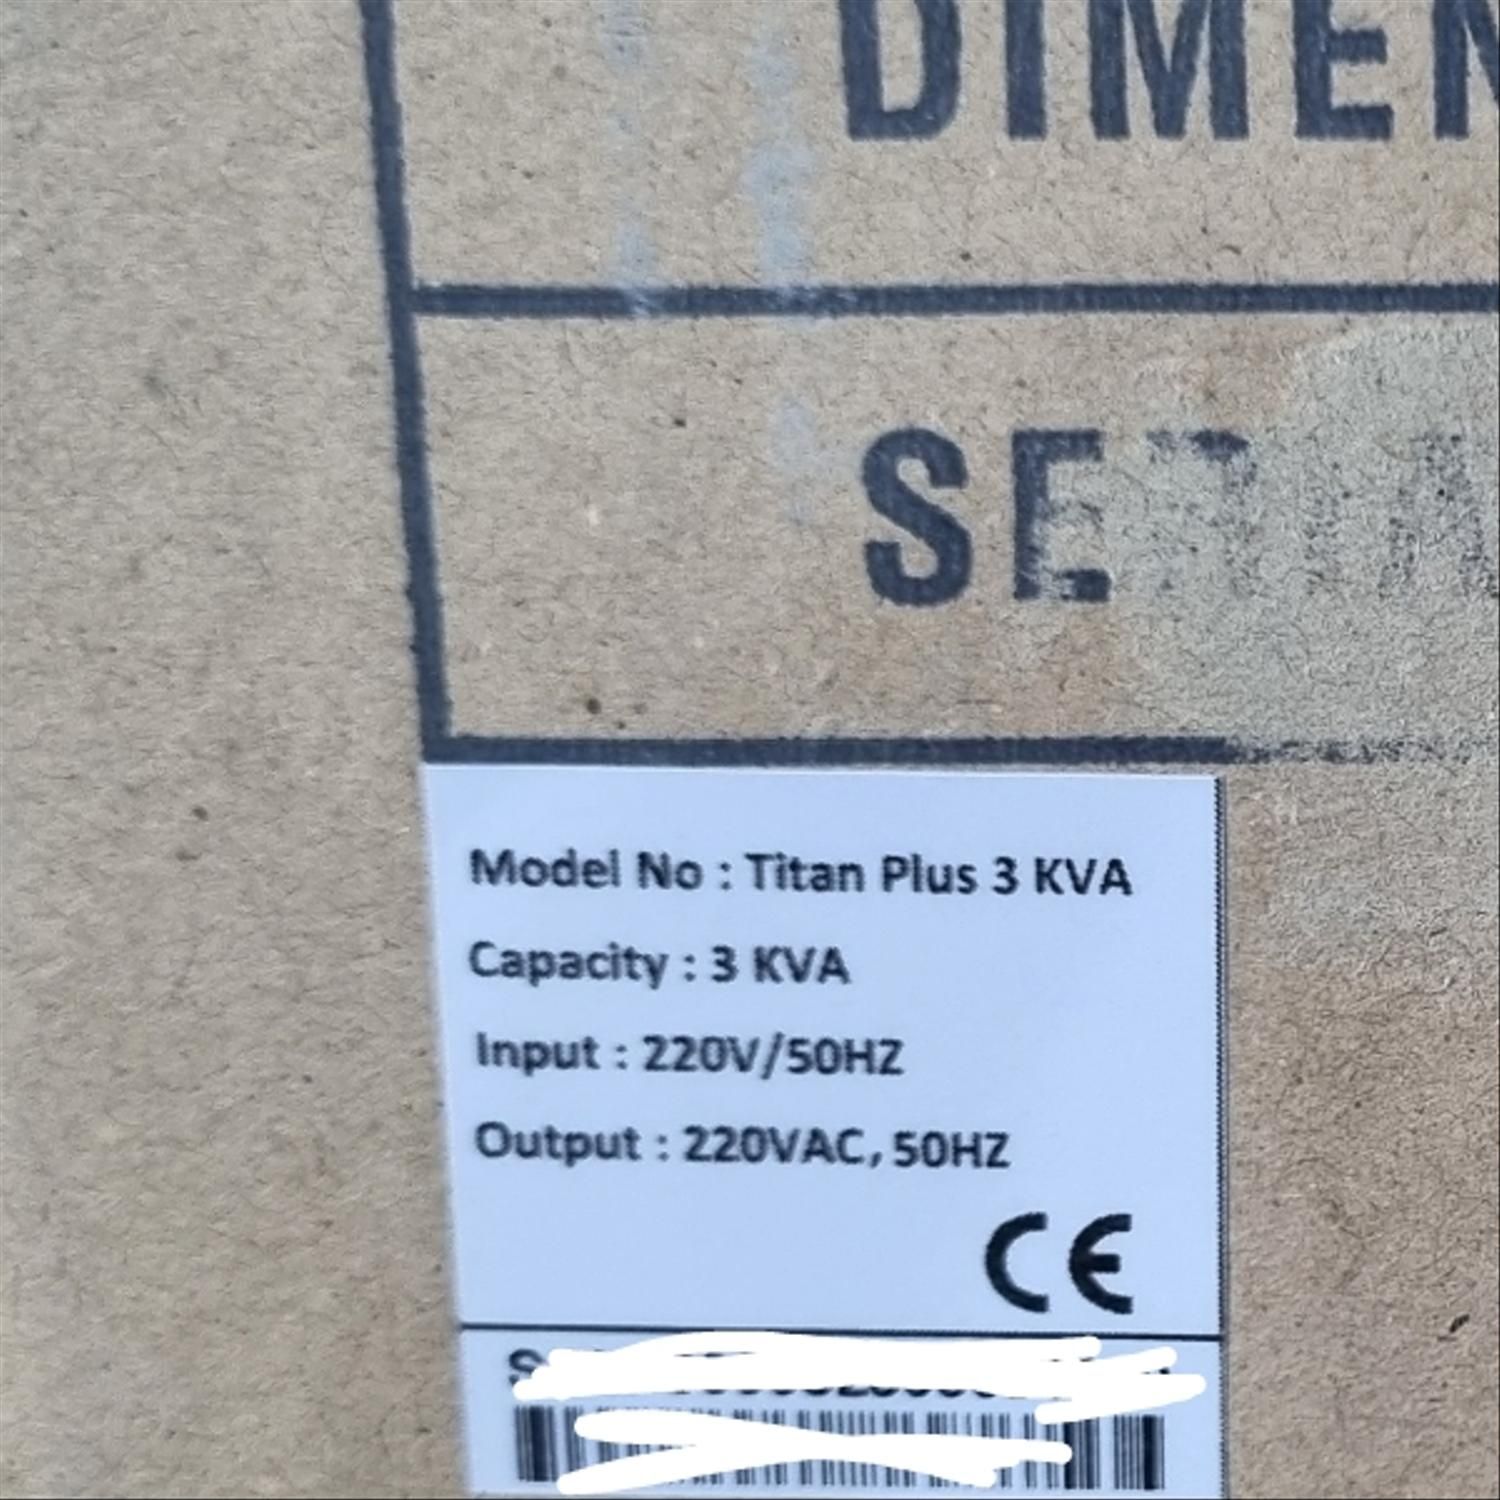 DIMEN
SE
Model No : Titan Plus 3 KVA
Capacity : 3 KVA
Input : 220V/50HZ
Output : 220VAC, 50HZ
CE